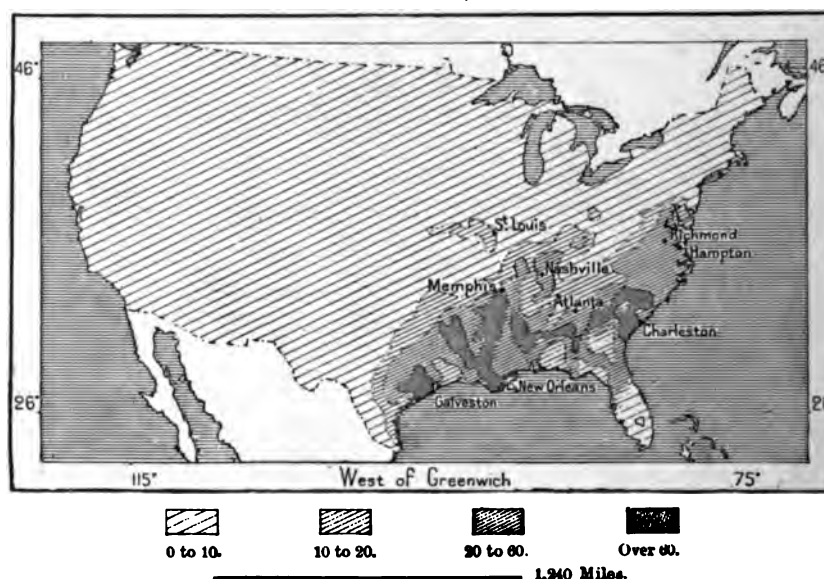 46°
46
St. Louis
Richmond
Hampton
Nashville
Memphis
Atlanta
Charleston
New Orleans
Galveston
26°
115°
West of Greenwich
75°
0 to 10.
10 to 20.
20 to 60.
Over 60.
1,240 Miles.